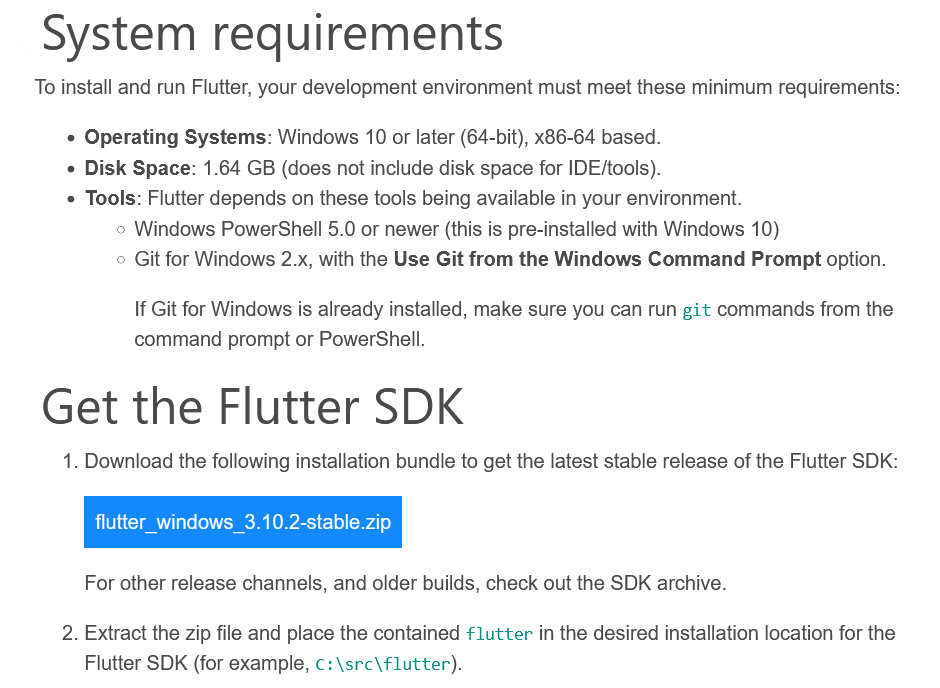 System requirements
To install and run Flutter, your development environment must meet these minimum requirements:
• Operating Systems: Windows 10 or later (64-bit), x86-64 based.
• Disk Space: 1.64 GB (does not include disk space for IDE/tools).
• Tools: Flutter depends on these tools being available in your environment.
○ Windows PowerShell 5.0 or newer (this is pre-installed with Windows 10)
○ Git for Windows 2.x, with the Use Git from the Windows Command Prompt option.
If Git for Windows is already installed, make sure you can run git commands from the
command prompt or PowerShell.
Get the Flutter SDK
1. Download the following installation bundle to get the latest stable release of the Flutter SDK:
flutter_windows_3.10.2-stable.zip
For other release channels, and older builds, check out the SDK archive.
2. Extract the zip file and place the contained flutter in the desired installation location for the
Flutter SDK (for example, C:\src\flutter).